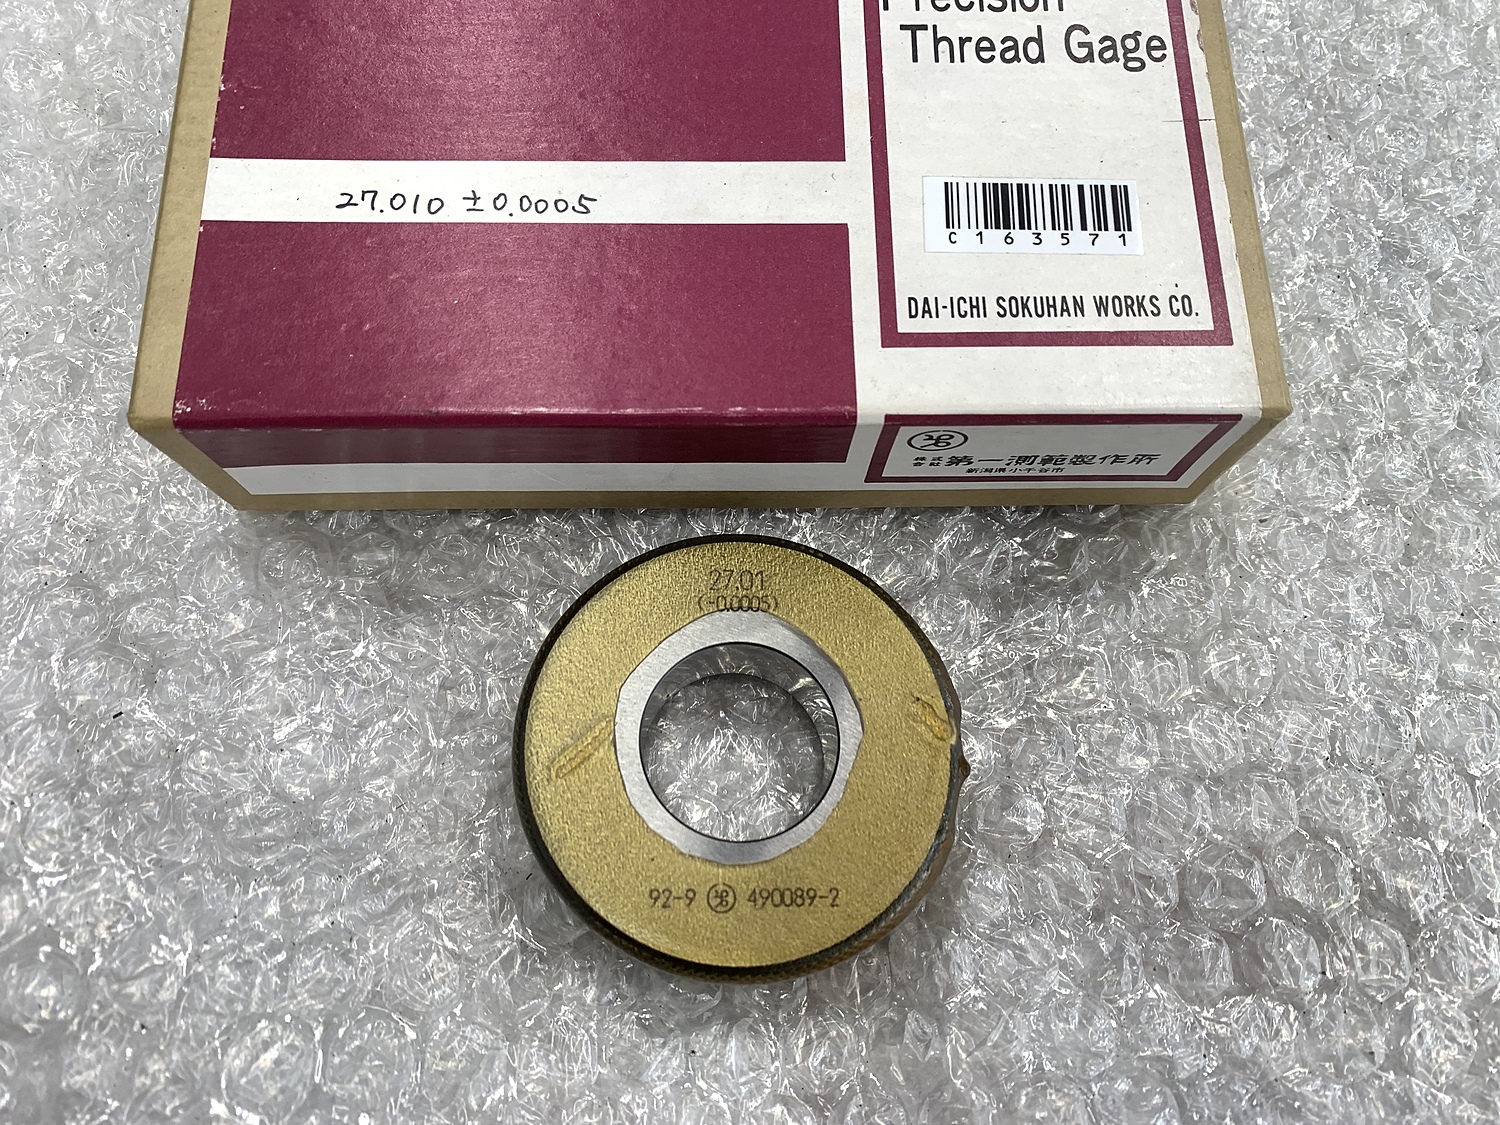 Precision
Thread Gage
27.010 ±0.0005
C163571
DAI-ICHI SOKUHAN WORKS CO.
株式会社 第一測範製作所
新潟県小千谷市
27.01
(-0.0005)
92-9 490089-2